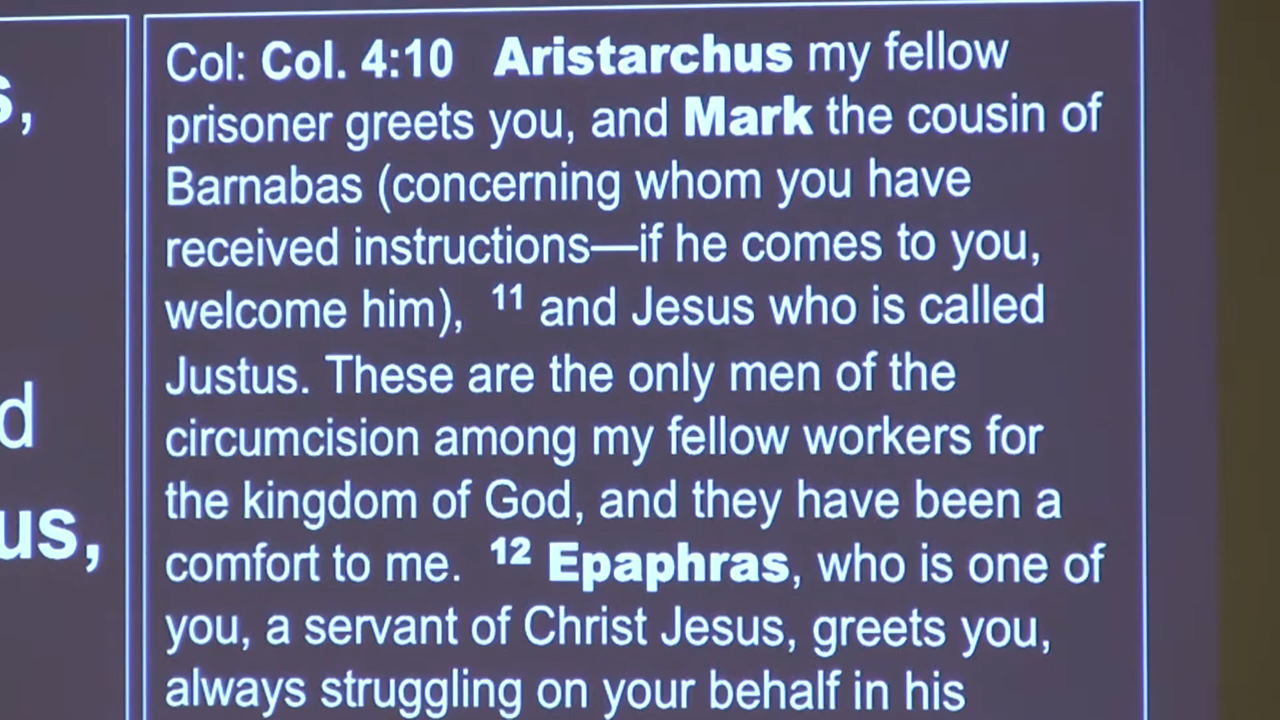 s,
d
us,
Col: Col. 4:10 Aristarchus my fellow
prisoner greets you, and Mark the cousin of
Barnabas (concerning whom you have
received instructions—if he comes to you,
welcome him), 11 and Jesus who is called
Justus. These are the only men of the
circumcision among my fellow workers for
the kingdom of God, and they have been a
comfort to me. 12 Epaphras, who is one of
you, a servant of Christ Jesus, greets you,
always struggling on your behalf in his